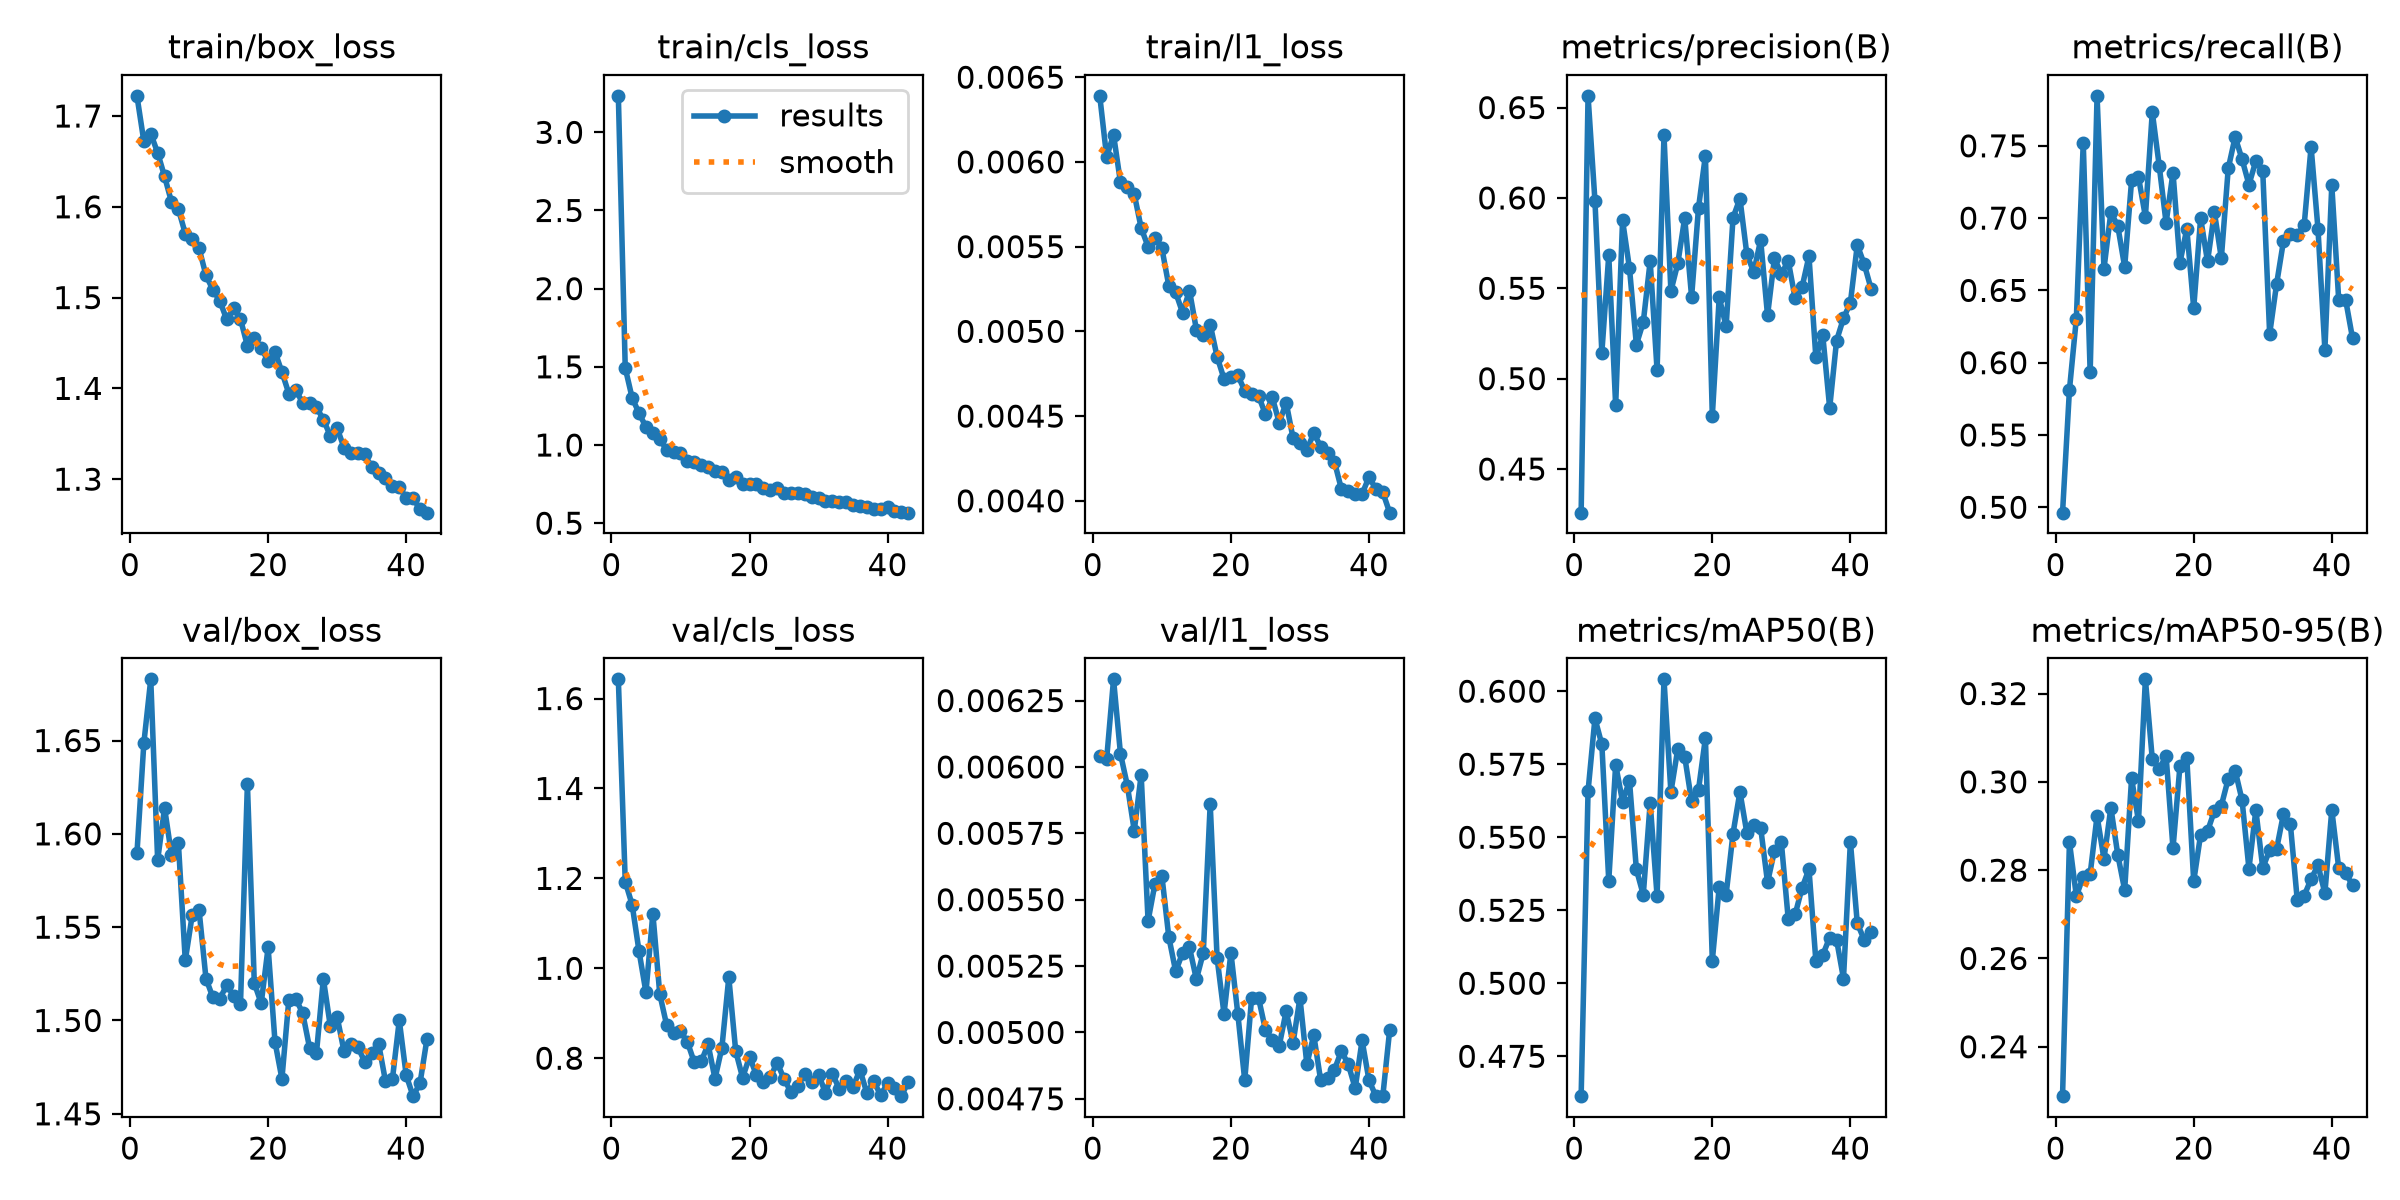 train/box_loss
1.7
1.6
1.5
1.4
1.3
0 20 40
train/cls_loss
results
smooth
3.0
2.5
2.0
1.5
1.0
0.5
0 20 40
train/l1_loss
0.0065
0.0060
0.0055
0.0050
0.0045
0.0040
0 20 40
metrics/precision(B)
0.65
0.60
0.55
0.50
0.45
0 20 40
metrics/recall(B)
0.75
0.70
0.65
0.60
0.55
0.50
0 20 40
val/box_loss
1.65
1.60
1.55
1.50
1.45
0 20 40
val/cls_loss
1.6
1.4
1.2
1.0
0.8
0 20 40
val/l1_loss
0.00625
0.00600
0.00575
0.00550
0.00525
0.00500
0.00475
0 20 40
metrics/mAP50(B)
0.600
0.575
0.550
0.525
0.500
0.475
0 20 40
metrics/mAP50-95(B)
0.32
0.30
0.28
0.26
0.24
0 20 40